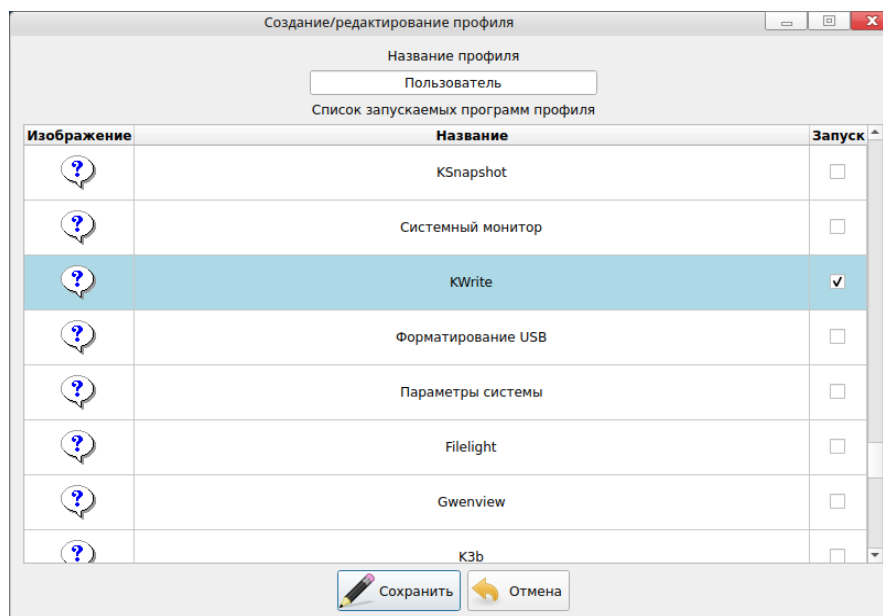 Создание/редактирование профиля
Название профиля
Пользователь
Список запускаемых программ профиля
Изображение Название Запуск
KSnapshot
Системный монитор
KWrite
Форматирование USB
Параметры системы
Filelight
Gwenview
K3b
Сохранить Отмена